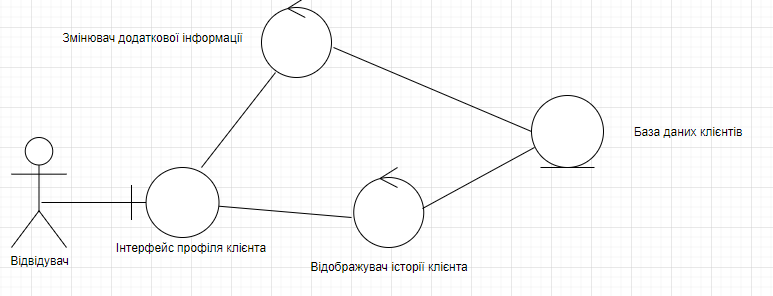 Змінювач додаткової інформації
База даних клієнтів
Інтерфейс профіля клієнта
Відвідувач
Відображувач історії клієнта